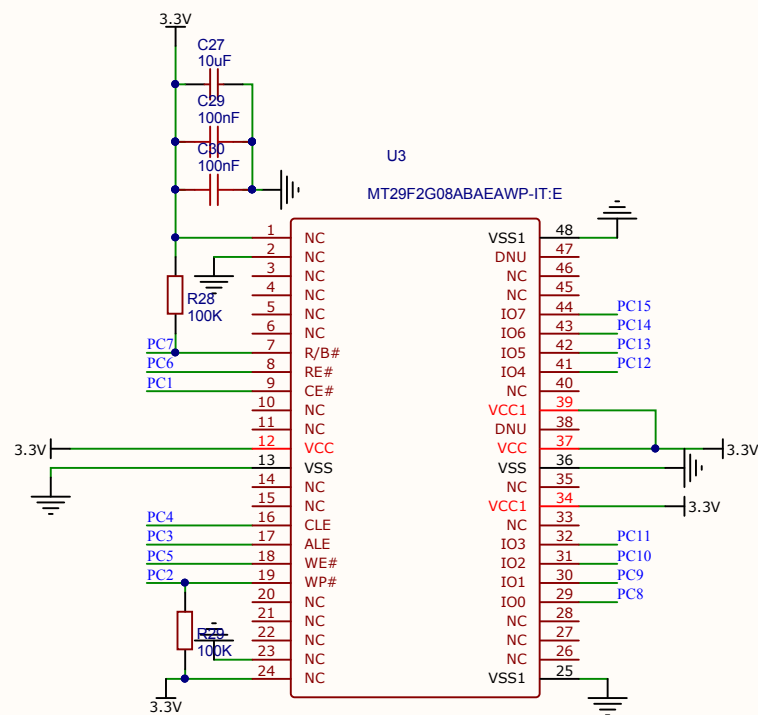 3.3V
C27
10uF
C29
100nF
C30
100nF
U3
MT29F2G08ABAEAWP-IT:E
1 NC
2 NC
3 NC
4 NC
5 NC
6 NC
R28
100K
PC7 7 R/B#
PC6 8 RE#
PC1 9 CE#
10 NC
11 NC
3.3V 12 VCC
13 VSS
14 NC
15 NC
PC4 16 CLE
PC3 17 ALE
PC5 18 WE#
PC2 19 WP#
20 NC
21 NC
22 NC
23 NC
24 NC
R29
100K
3.3V
VSS1 48
DNU 47
NC 46
NC 45
IO7 44 PC15
IO6 43 PC14
IO5 42 PC13
IO4 41 PC12
NC 40
VCC1 39
DNU 38
VCC 37 3.3V
VSS 36
NC 35
VCC1 34 3.3V
NC 33
IO3 32 PC11
IO2 31 PC10
IO1 30 PC9
IO0 29 PC8
NC 28
NC 27
NC 26
VSS1 25